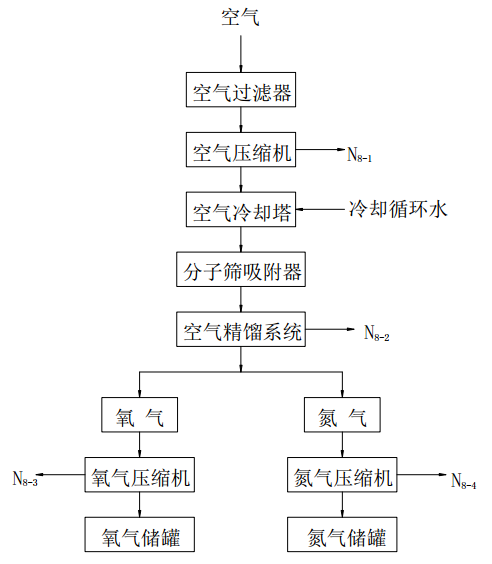 空气
空气过滤器
空气压缩机
N8-1
空气冷却塔
冷却循环水
分子筛吸附器
空气精馏系统
N8-2
氧 气
氮 气
N8-3
氧气压缩机
氮气压缩机
N8-4
氧气储罐
氮气储罐